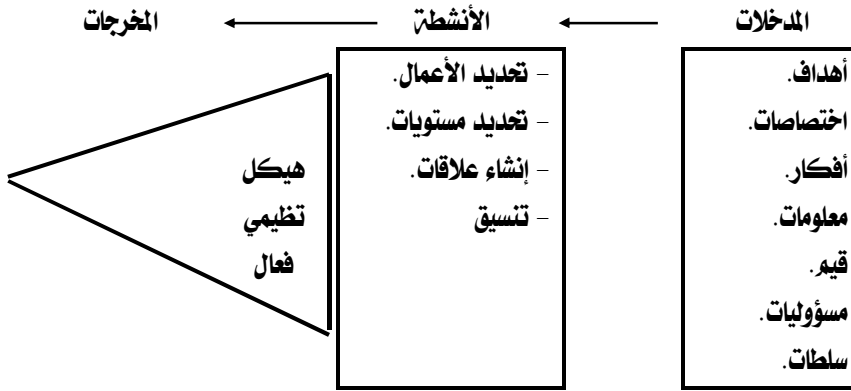 المدخلات
الأنشطة
المخرجات
أهداف.
اختصاصات.
أفكار.
معلومات.
قيم.
مسؤوليات.
سلطات.
- تحديد الأعمال.
- تحديد مستويات.
- إنشاء علاقات.
- تنسيق
هيكل
تظيمي
فعال